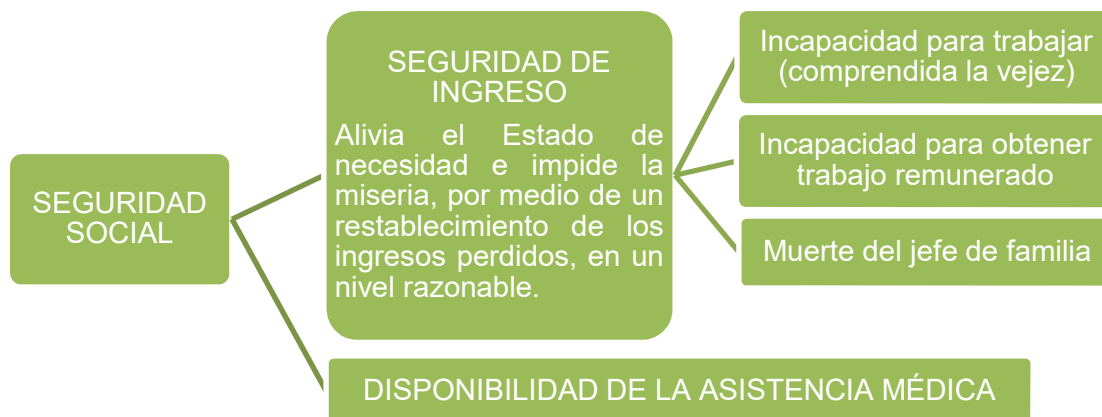 SEGURIDAD
SOCIAL
SEGURIDAD DE
INGRESO
Alivia el Estado de
necesidad e impide la
miseria, por medio de un
restablecimiento de los
ingresos perdidos, en un
nivel razonable.
Incapacidad para trabajar
(comprendida la vejez)
Incapacidad para obtener
trabajo remunerado
Muerte del jefe de familia
DISPONIBILIDAD DE LA ASISTENCIA MÉDICA